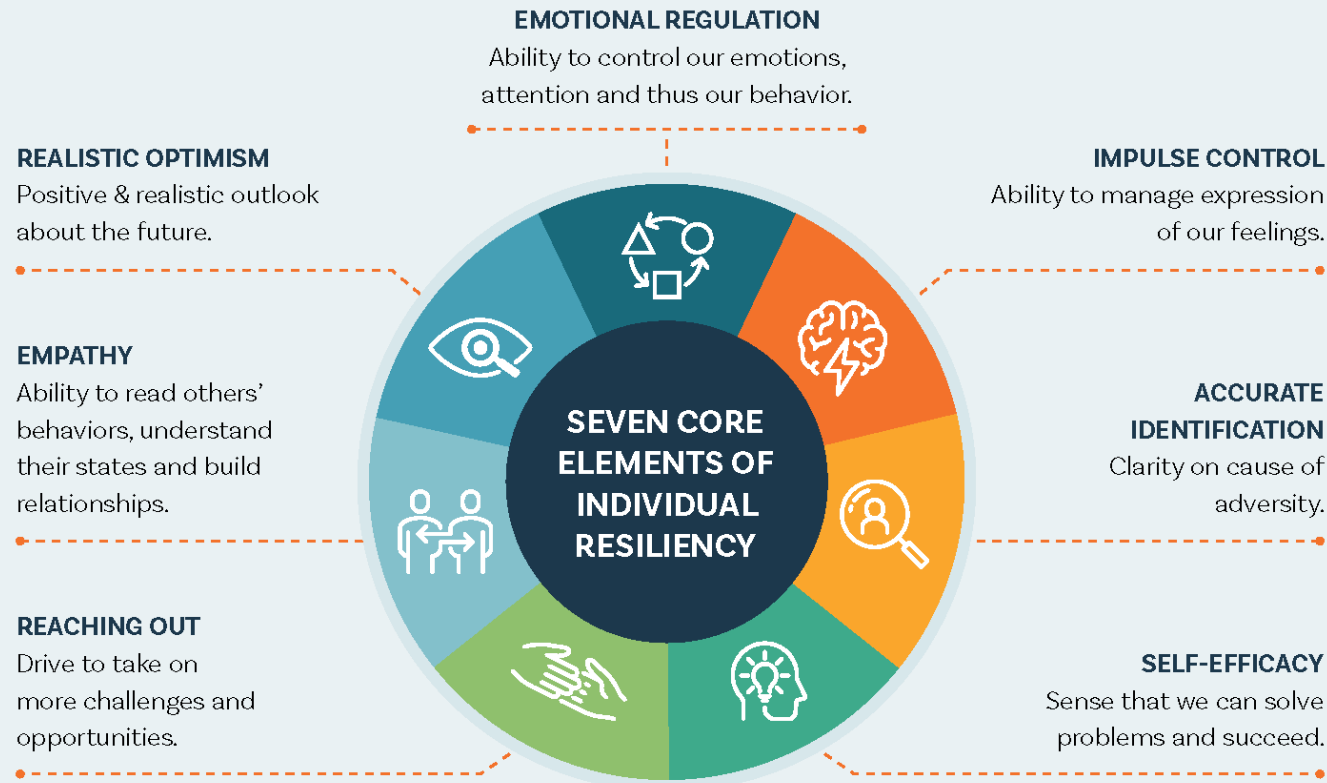 EMOTIONAL REGULATION
Ability to control our emotions,
attention and thus our behavior.
REALISTIC OPTIMISM
Positive & realistic outlook
about the future.
IMPULSE CONTROL
Ability to manage expression
of our feelings.
EMPATHY
Ability to read others’
behaviors, understand
their states and build
relationships.
SEVEN CORE
ELEMENTS OF
INDIVIDUAL
RESILIENCY
ACCURATE
IDENTIFICATION
Clarity on cause of
adversity.
REACHING OUT
Drive to take on
more challenges and
opportunities.
SELF-EFFICACY
Sense that we can solve
problems and succeed.